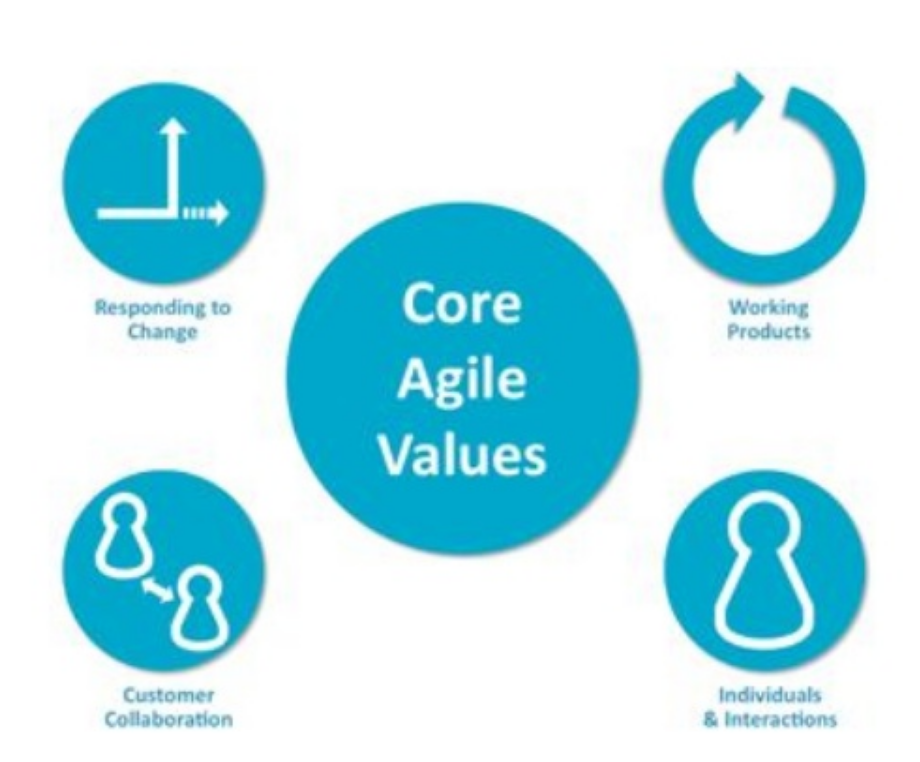 Responding to
Change
Working
Products
Core
Agile
Values
Customer
Collaboration
Individuals
& Interactions